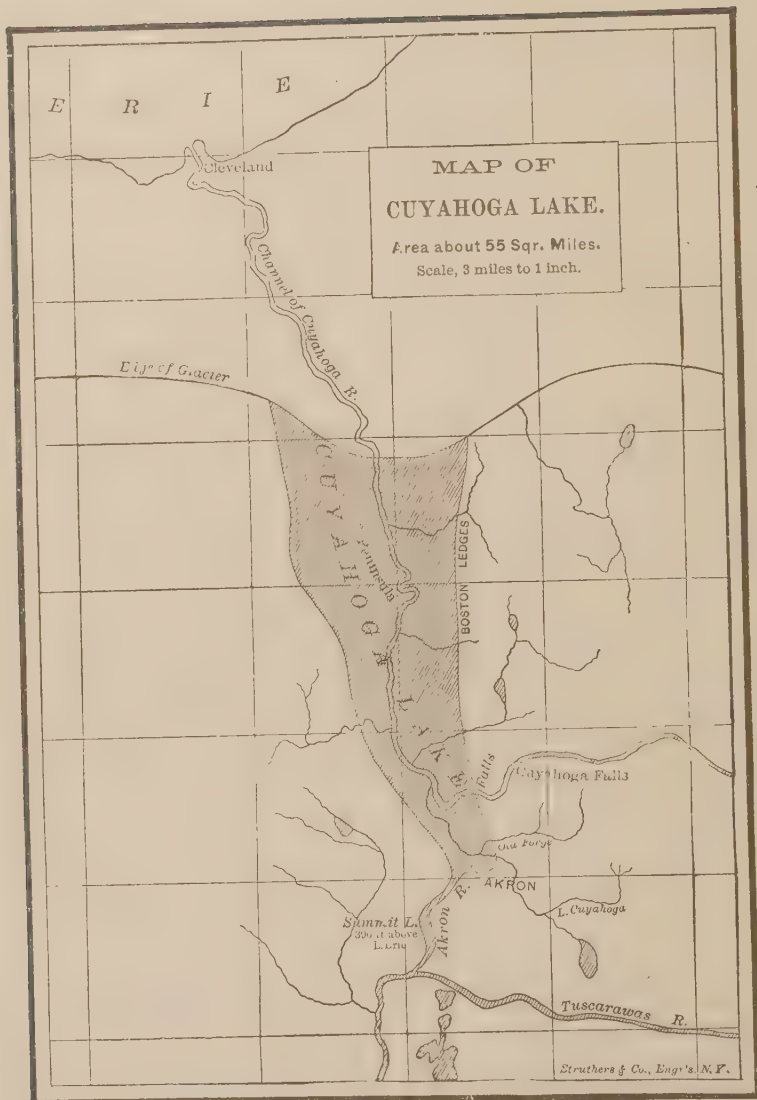 ERIE
Cleveland
MAP OF
CUYAHOGA LAKE.
Area about 55 Sqr. Miles.
Scale, 3 miles to 1 inch.
Channel of Cuyahoga R.
Edge of Glacier
CUYAHOGA LAKE
Peninsula
BOSTON LEDGES
Falls
Cuyahoga Falls
Old Forge
AKRON
L. Cuyahoga
Akron R.
Summit L.
above
L. Erie
Tuscarawas R.
Struthers & Co., Engr's. N. Y.